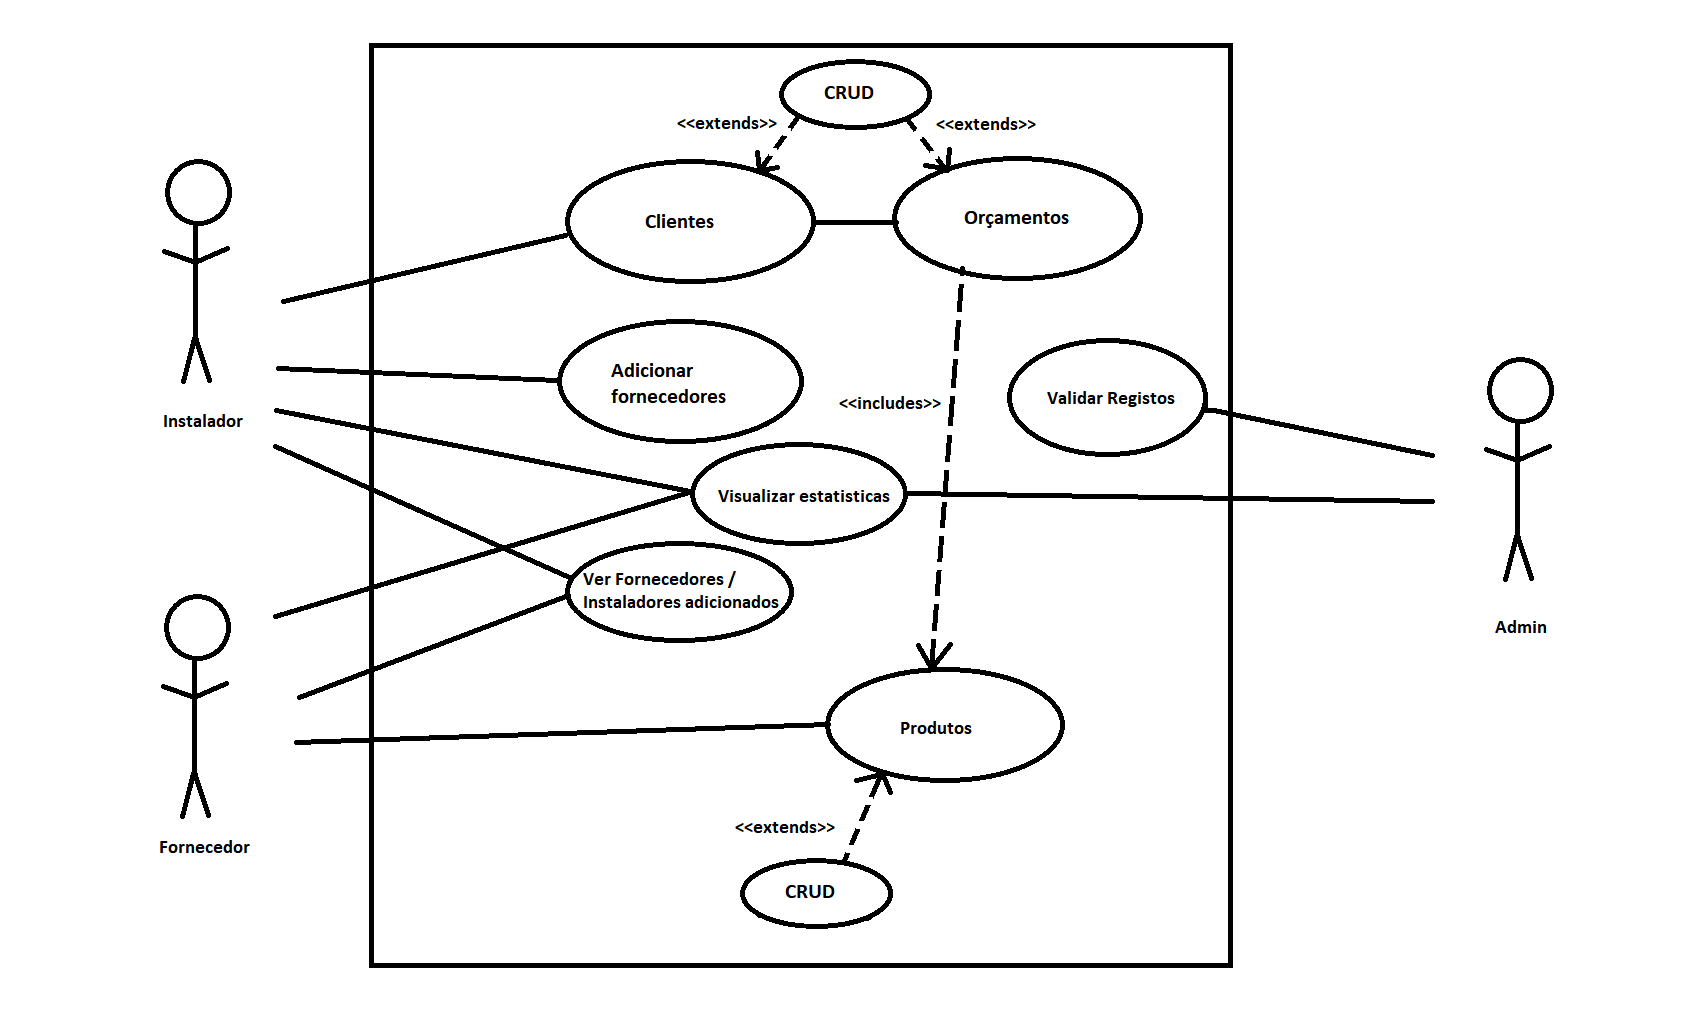 CRUD
<<extends>>
<<extends>>
Clientes
Orçamentos
Adicionar
fornecedores
<<includes>>
Validar Registos
Instalador
Visualizar estatisticas
Ver Fornecedores /
Instaladores adicionados
Admin
Produtos
<<extends>>
Fornecedor
CRUD